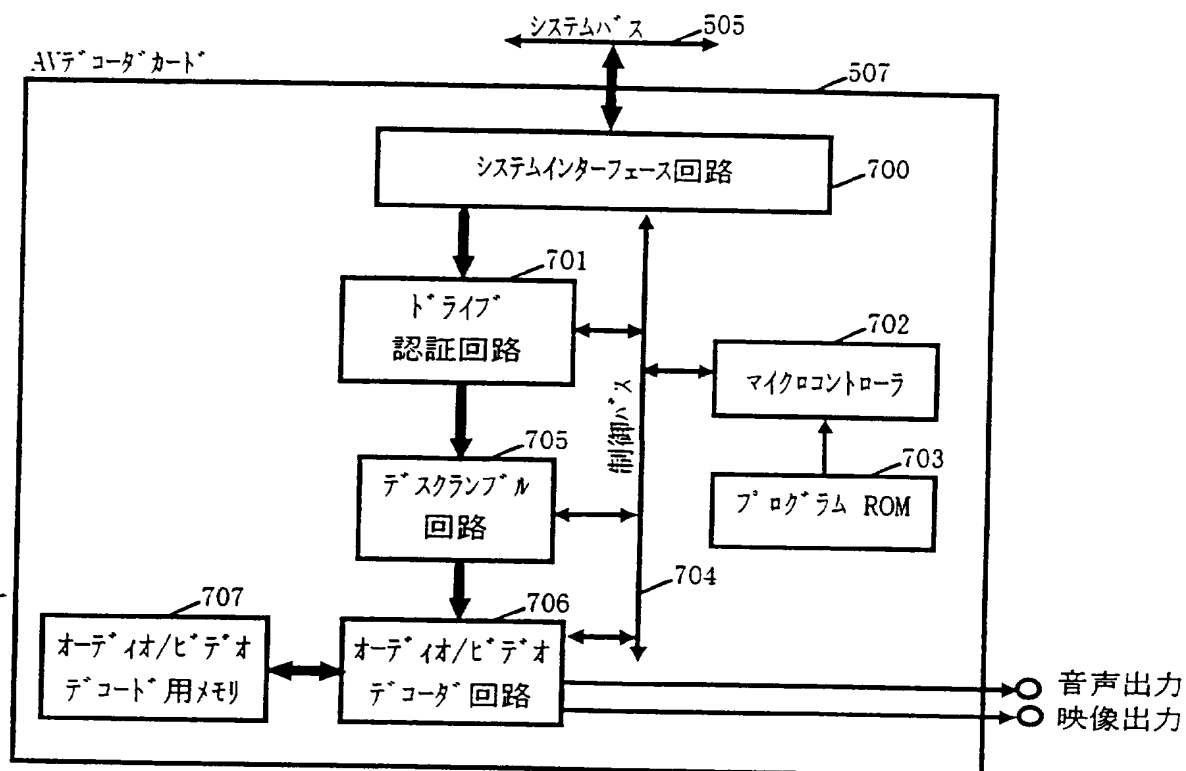 システムバス
505
AVデコーダカード
507
システムインターフェース回路
700
701
ドライブ
認証回路
702
マイクロコントローラ
制御バス
705
デスクランブル
回路
703
プログラム ROM
704
707
オーディオ/ビデオ
デコード用メモリ
706
オーディオ/ビデオ
デコーダ回路
音声出力
映像出力